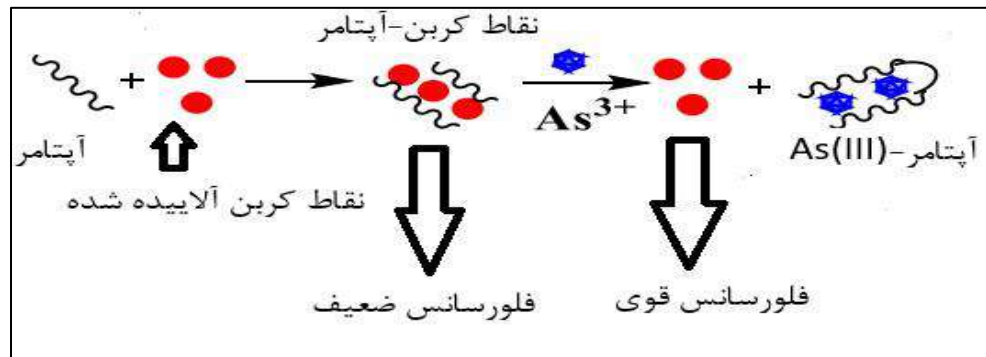 نقاط کربن-آپتامر
+
As3+
+
آپتامر
آپتامر-As(III)
نقاط کربن آلاییده شده
فلورسانس ضعیف
فلورسانس قوی